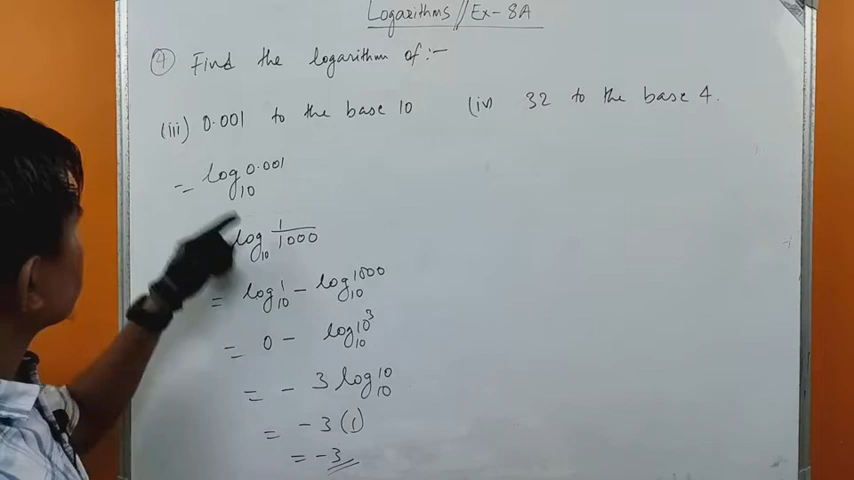 Logarithms // Ex-8A
④ Find the logarithm of :-
(iii) 0.001 to the base 10 (iv) 32 to the base 4.
= log₁₀ 0.001
log₁₀ 1/1000
= log₁₀ 1 - log₁₀ 1000
= 0 - log₁₀ 10³
= - 3 log₁₀ 10
= -3(1)
= -3